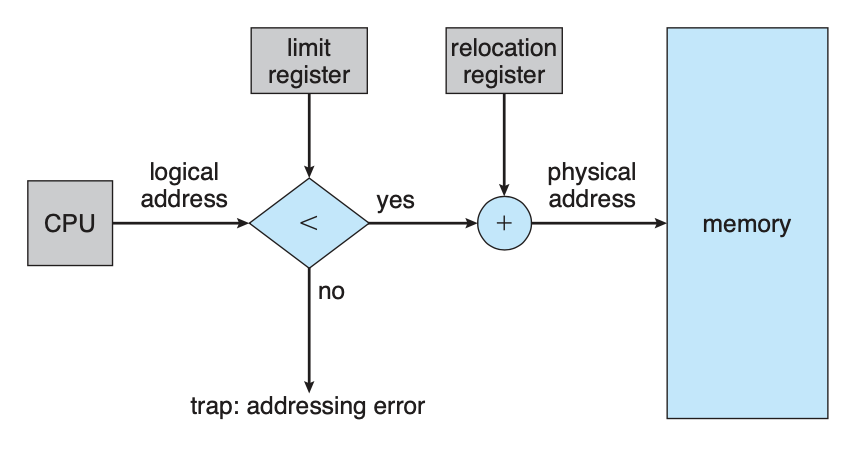 limit
register
relocation
register
logical
address
physical
address
CPU
<
yes
+
memory
no
trap: addressing error